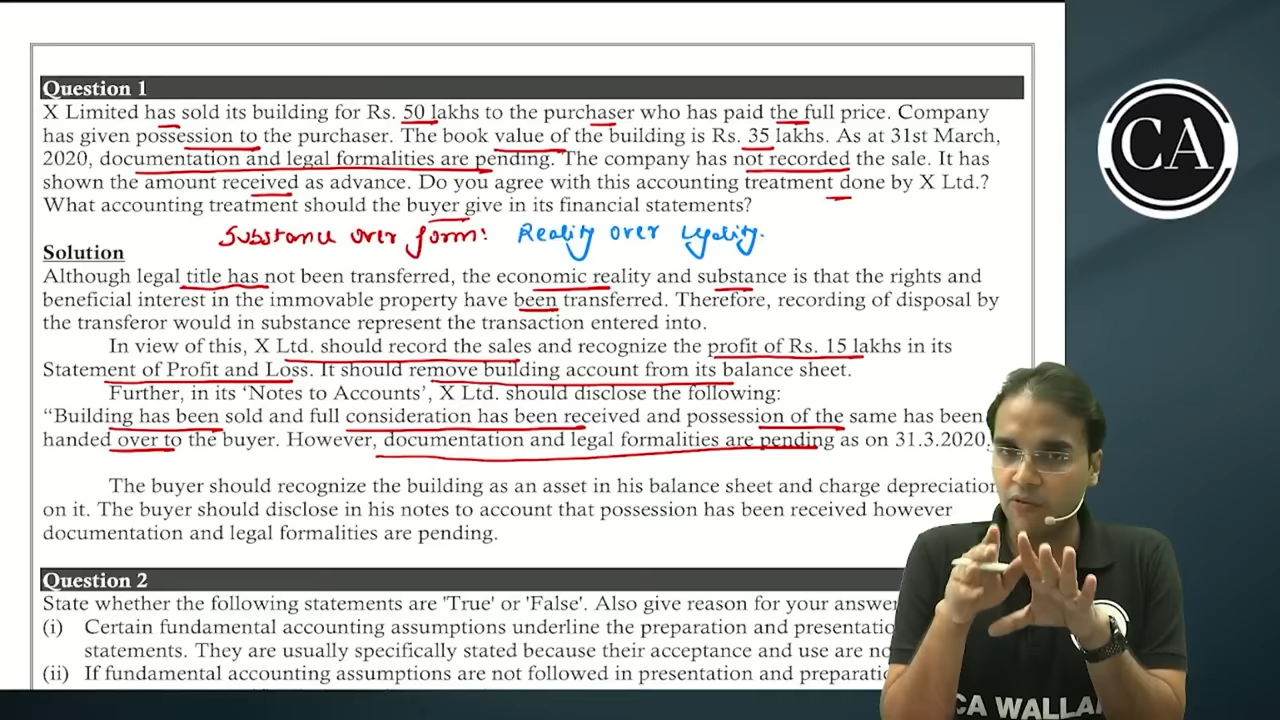 Question 1
X Limited has sold its building for Rs. 50 lakhs to the purchaser who has paid the full price. Company
has given possession to the purchaser. The book value of the building is Rs. 35 lakhs. As at 31st March,
2020, documentation and legal formalities are pending. The company has not recorded the sale. It has
shown the amount received as advance. Do you agree with this accounting treatment done by X Ltd.?
What accounting treatment should the buyer give in its financial statements?
Substance over form: Reality over Legality.
Solution
Although legal title has not been transferred, the economic reality and substance is that the rights and
beneficial interest in the immovable property have been transferred. Therefore, recording of disposal by
the transferor would in substance represent the transaction entered into.
In view of this, X Ltd. should record the sales and recognize the profit of Rs. 15 lakhs in its
Statement of Profit and Loss. It should remove building account from its balance sheet.
Further, in its ‘Notes to Accounts’, X Ltd. should disclose the following:
“Building has been sold and full consideration has been received and possession of the same has been
handed over to the buyer. However, documentation and legal formalities are pending as on 31.3.2020.
The buyer should recognize the building as an asset in his balance sheet and charge depreciation
on it. The buyer should disclose in his notes to account that possession has been received however
documentation and legal formalities are pending.
Question 2
State whether the following statements are 'True' or 'False'. Also give reason for your answer
(i) Certain fundamental accounting assumptions underline the preparation and
statements. They are usually specifically stated because their acceptance and use are
(ii) If fundamental accounting assumptions are not followed in presentation and
CA
CA WALLA